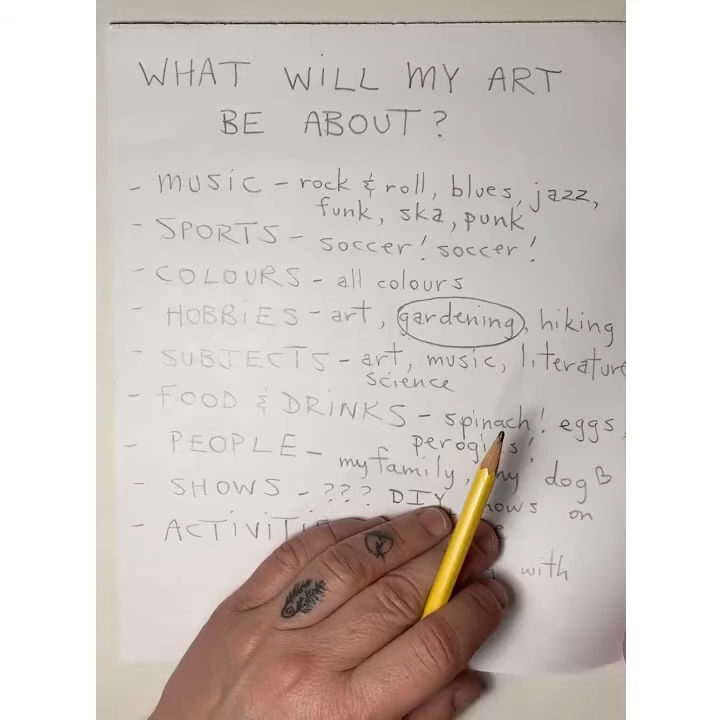 WHAT WILL MY ART
BE ABOUT?
- MUSIC - rock & roll, blues, jazz,
funk, ska, punk
- SPORTS - soccer! soccer!
- COLOURS - all colours
- HOBBIES - art, gardening, hiking
- SUBJECTS - art, music, literature
science
- FOOD & DRINKS - spinach! eggs,
perogies!
- PEOPLE - my family, my dog
- SHOWS - ??? DIY shows on
with